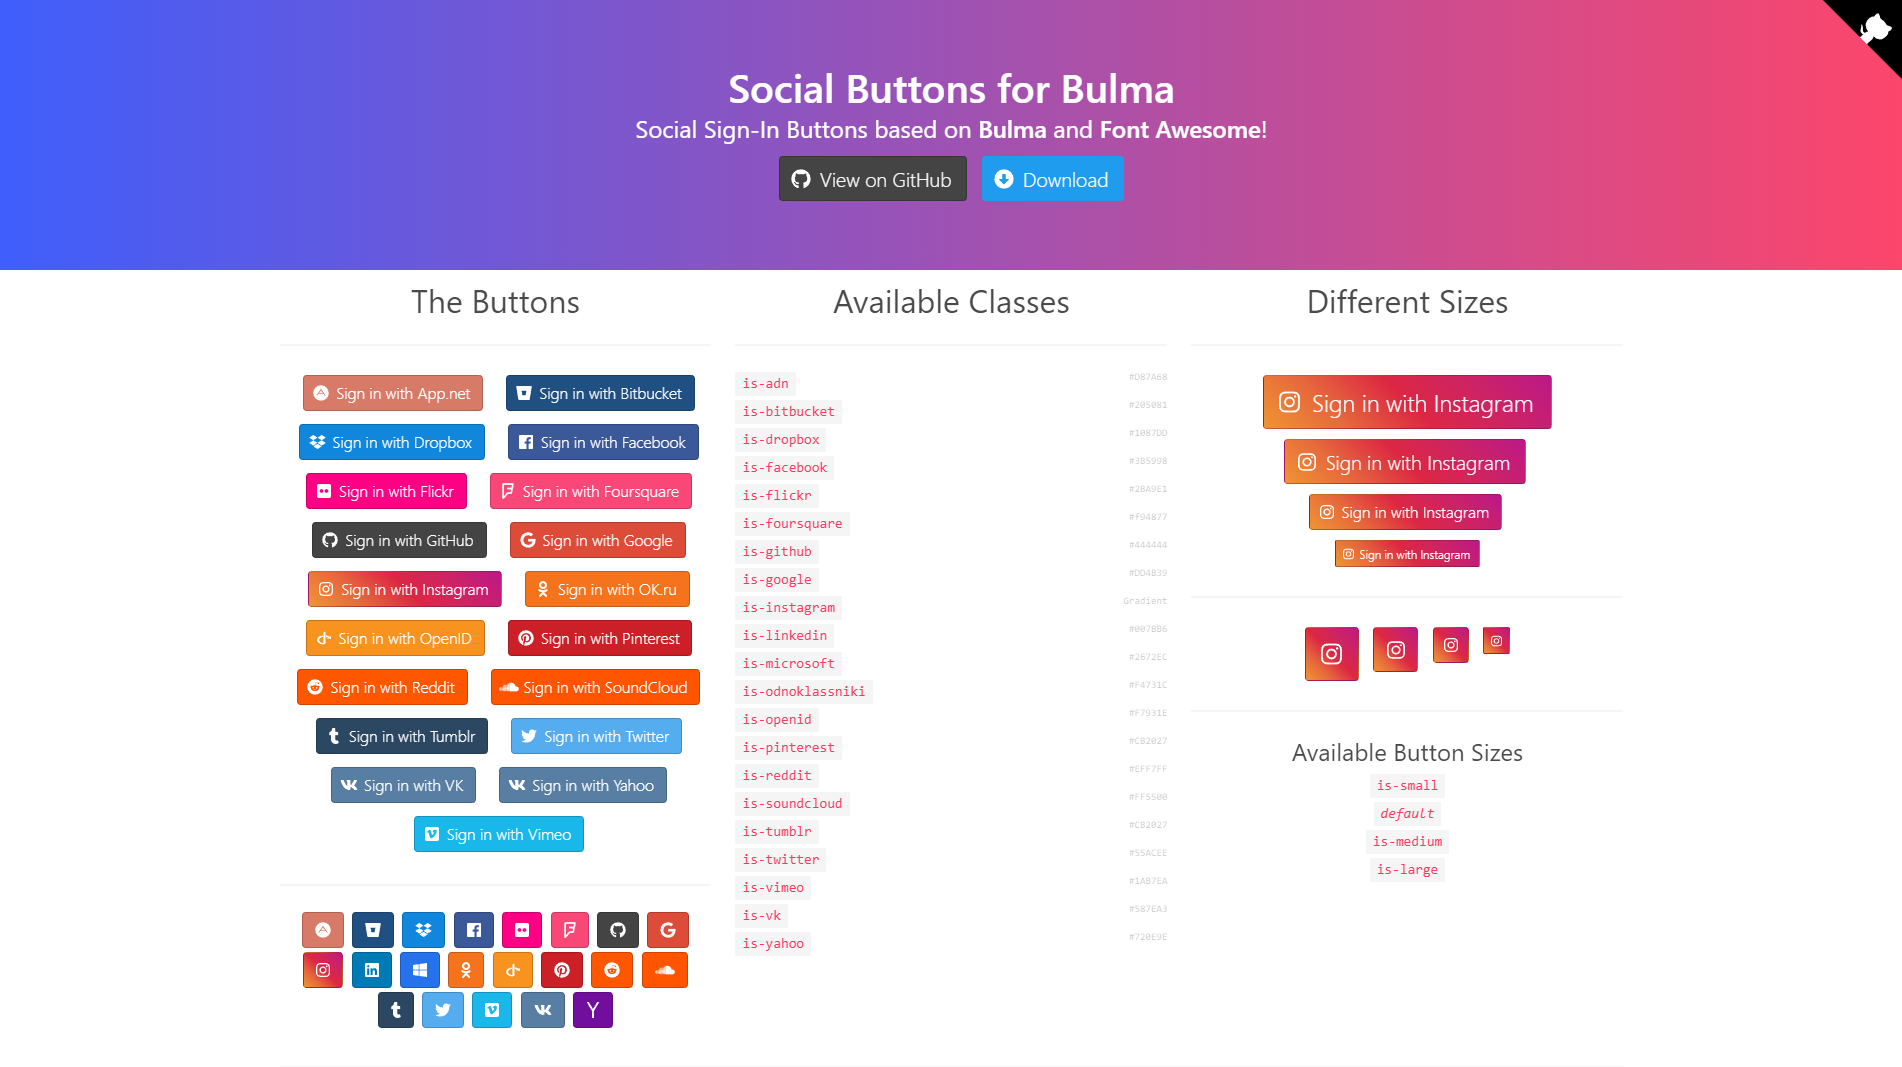 Social Buttons for Bulma
Social Sign-In Buttons based on Bulma and Font Awesome!
View on GitHub
Download
The Buttons
Sign in with App.net
Sign in with Bitbucket
Sign in with Dropbox
Sign in with Facebook
Sign in with Flickr
Sign in with Foursquare
Sign in with GitHub
Sign in with Google
Sign in with Instagram
Sign in with OK.ru
Sign in with OpenID
Sign in with Pinterest
Sign in with Reddit
Sign in with SoundCloud
Sign in with Tumblr
Sign in with Twitter
Sign in with VK
Sign in with Yahoo
Sign in with Vimeo
Available Classes
is-adn #D87A68
is-bitbucket #205081
is-dropbox #1087DD
is-facebook #3B5998
is-flickr #2BA9E1
is-foursquare #f94877
is-github #444444
is-google #DD4B39
is-instagram Gradient
is-linkedin #007BB6
is-microsoft #2672EC
is-odnoklassniki #F4731C
is-openid #F7931E
is-pinterest #CB2027
is-reddit #EFF7FF
is-soundcloud #FF5500
is-tumblr #CB2027
is-twitter #55ACEE
is-vimeo #1AB7EA
is-vk #587EA3
is-yahoo #720E9E
Different Sizes
Sign in with Instagram
Sign in with Instagram
Sign in with Instagram
Sign in with Instagram
Available Button Sizes
is-small
default
is-medium
is-large